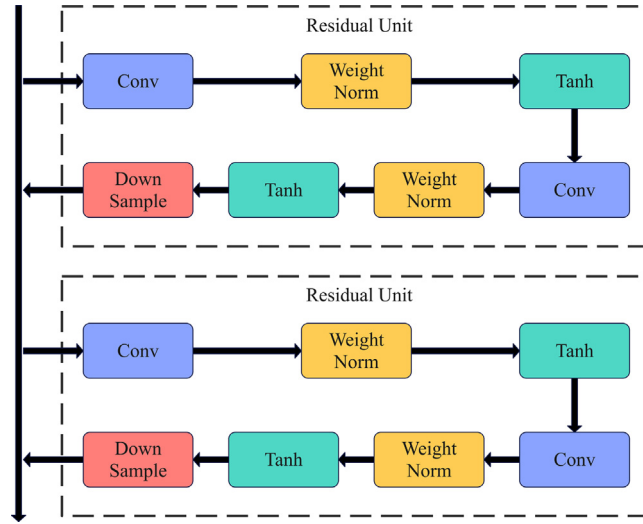 Residual Unit
Conv
Weight
Norm
Tanh
Down
Sample
Tanh
Weight
Norm
Conv
Residual Unit
Conv
Weight
Norm
Tanh
Down
Sample
Tanh
Weight
Norm
Conv